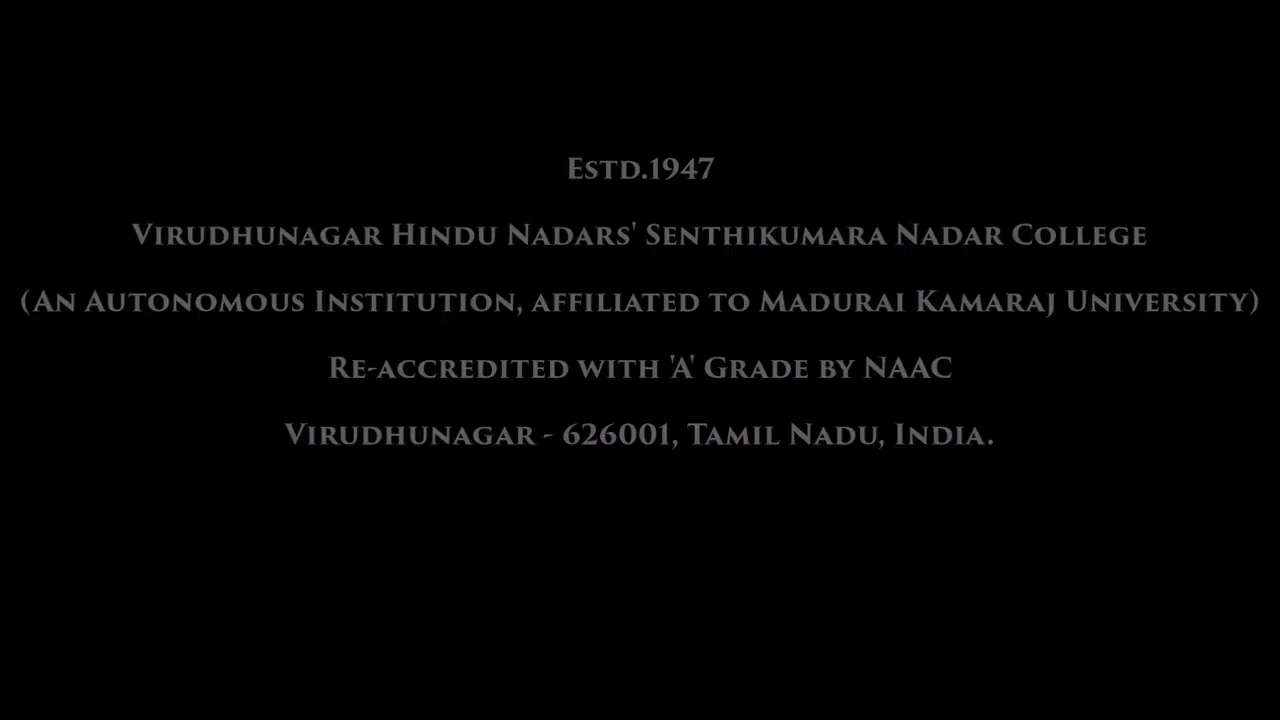 Estd.1947
Virudhunagar Hindu Nadars' Senthikumara Nadar College
(An Autonomous Institution, affiliated to Madurai Kamaraj University)
Re-accredited with 'A' Grade by NAAC
Virudhunagar - 626001, Tamil Nadu, India.